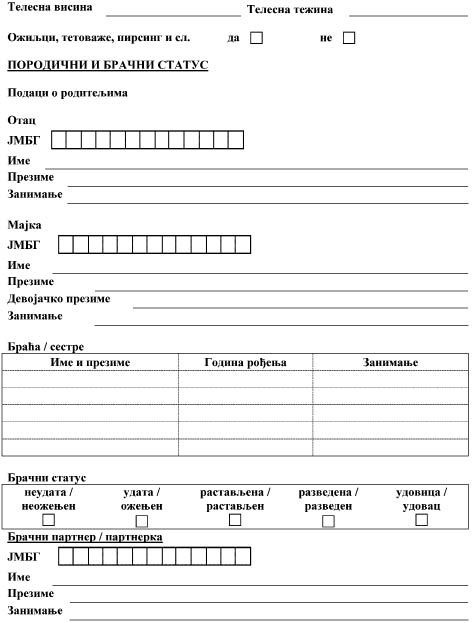 Телесна висина Телесна тежина
Ожиљци, тетоваже, пирсинг и сл. да не
ПОРОДИЧНИ И БРАЧНИ СТАТУС
Подаци о родитељима
Отац
ЈМБГ
Име
Презиме
Занимање
Мајка
ЈМБГ
Име
Презиме
Девојачко презиме
Занимање
Браћа / сестре
Име и презиме Година рођења Занимање
Брачни статус
неудата / удата / растављена / разведена / удовица /
неожењен ожењен растављен разведен удовац
Брачни партнер / партнерка
ЈМБГ
Име
Презиме
Занимање